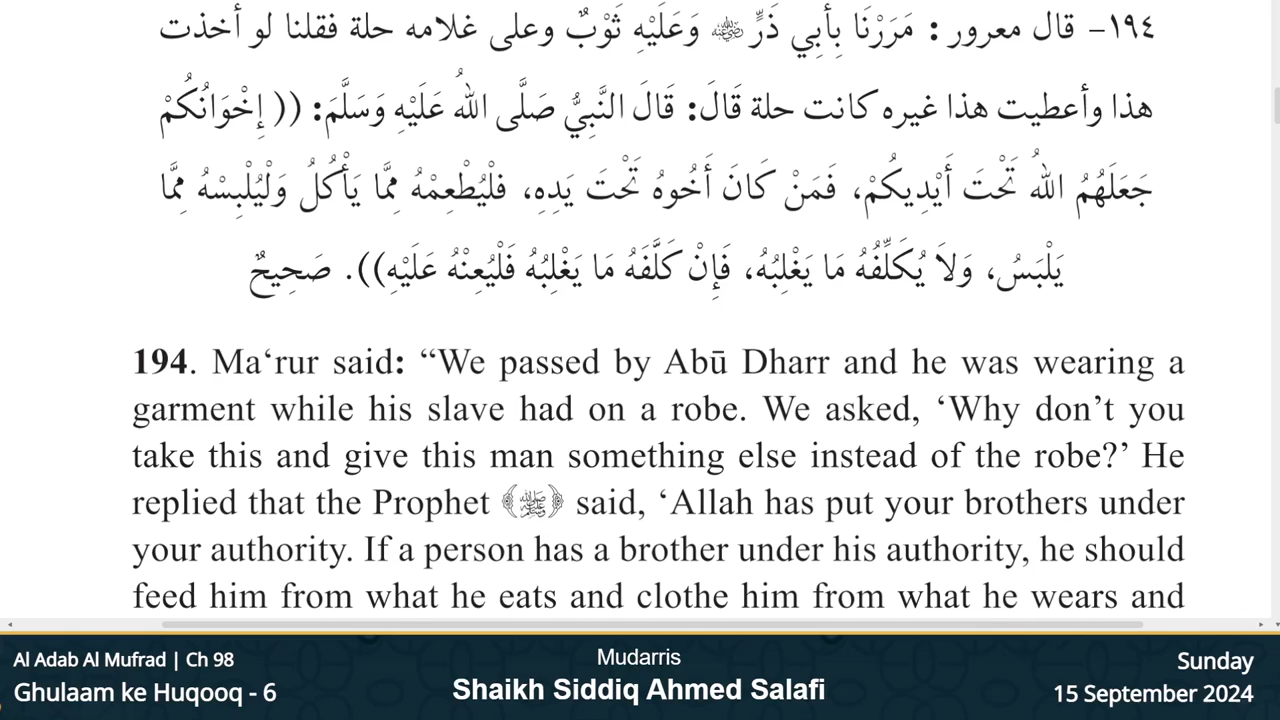 ١٩٤- قال معرور : مَرَرْنَا بِأَبِي ذَرٍّ رضي الله عنه وَعَلَيْهِ ثَوْبٌ وعلى غلامه حلة فقلنا لو أخذت
هذا وأعطيت هذا غيره كانت حلة قَالَ: قَالَ النَّبِيُّ صَلَّى اللهُ عَلَيْهِ وَسَلَّمَ: (( إِخْوَانُكُمْ
جَعَلَهُمُ اللهُ تَحْتَ أَيْدِيكُمْ، فَمَنْ كَانَ أَخُوهُ تَحْتَ يَدِهِ، فَلْيُطْعِمْهُ مِمَّا يَأْكُلُ وَلْيُلْبِسْهُ مِمَّا
يَلْبَسُ، وَلاَ يُكَلِّفُهُ مَا يَغْلِبُهُ، فَإِنْ كَلَّفَهُ مَا يَغْلِبُهُ فَلْيُعِنْهُ عَلَيْهِ)). صَحِيحٌ
194. Ma‘rur said: “We passed by Abū Dharr and he was wearing a
garment while his slave had on a robe. We asked, ‘Why don’t you
take this and give this man something else instead of the robe?’ He
replied that the Prophet ﷺ said, ‘Allah has put your brothers under
your authority. If a person has a brother under his authority, he should
feed him from what he eats and clothe him from what he wears and
Al Adab Al Mufrad | Ch 98
Ghulaam ke Huqooq - 6
Mudarris
Shaikh Siddiq Ahmed Salafi
Sunday
15 September 2024